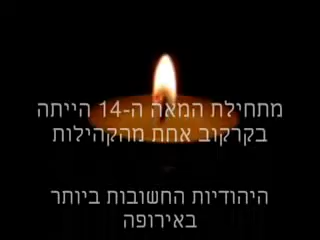 מתחילת המאה ה-14 הייתה
בקרקוב אחת מהקהילות
היהודיות החשובות ביותר
באירופה